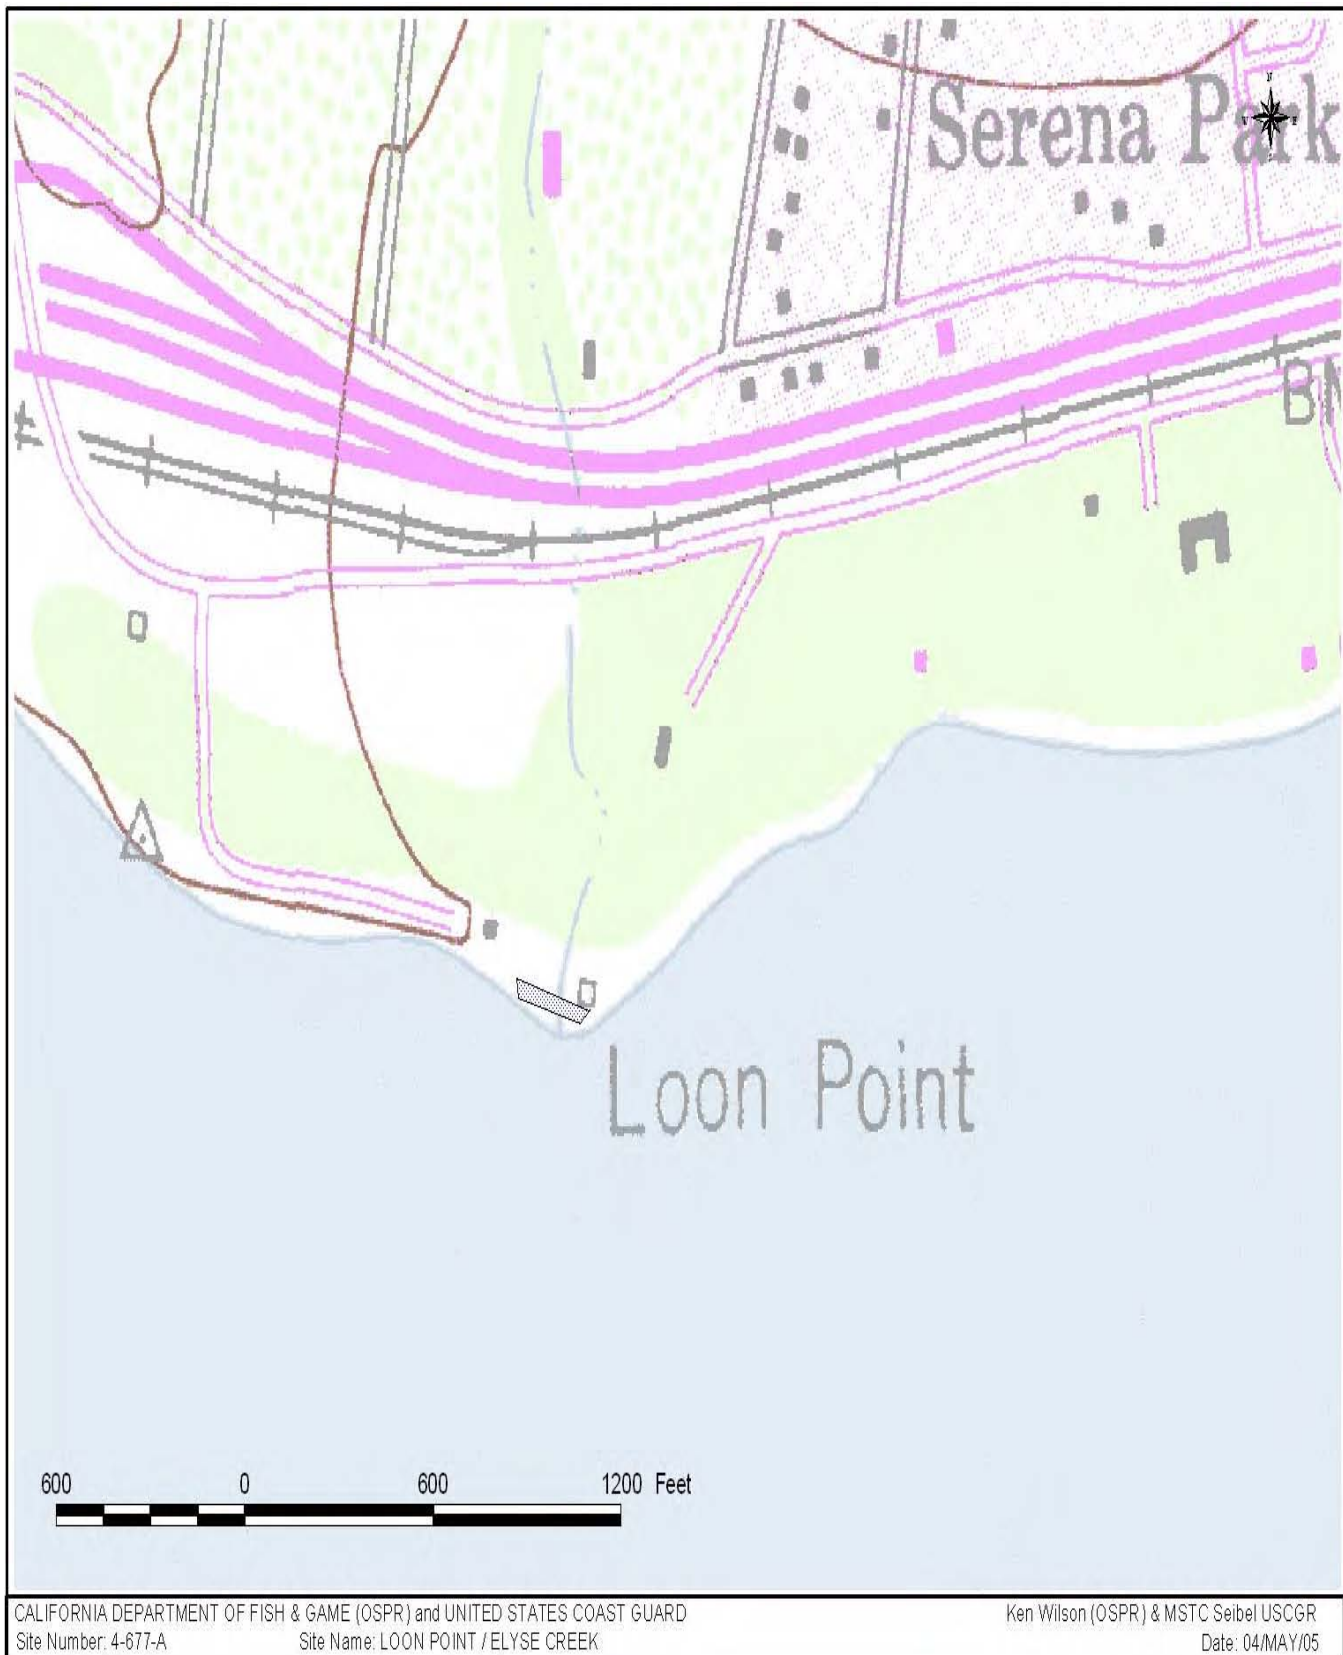 Serena Park
BM
Loon Point
600 0 600 1200 Feet
CALIFORNIA DEPARTMENT OF FISH & GAME (OSPR) and UNITED STATES COAST GUARD
Ken Wilson (OSPR) & MSTC Seibel USCGR
Site Number: 4-677-A
Site Name: LOON POINT / ELYSE CREEK
Date: 04/MAY/05